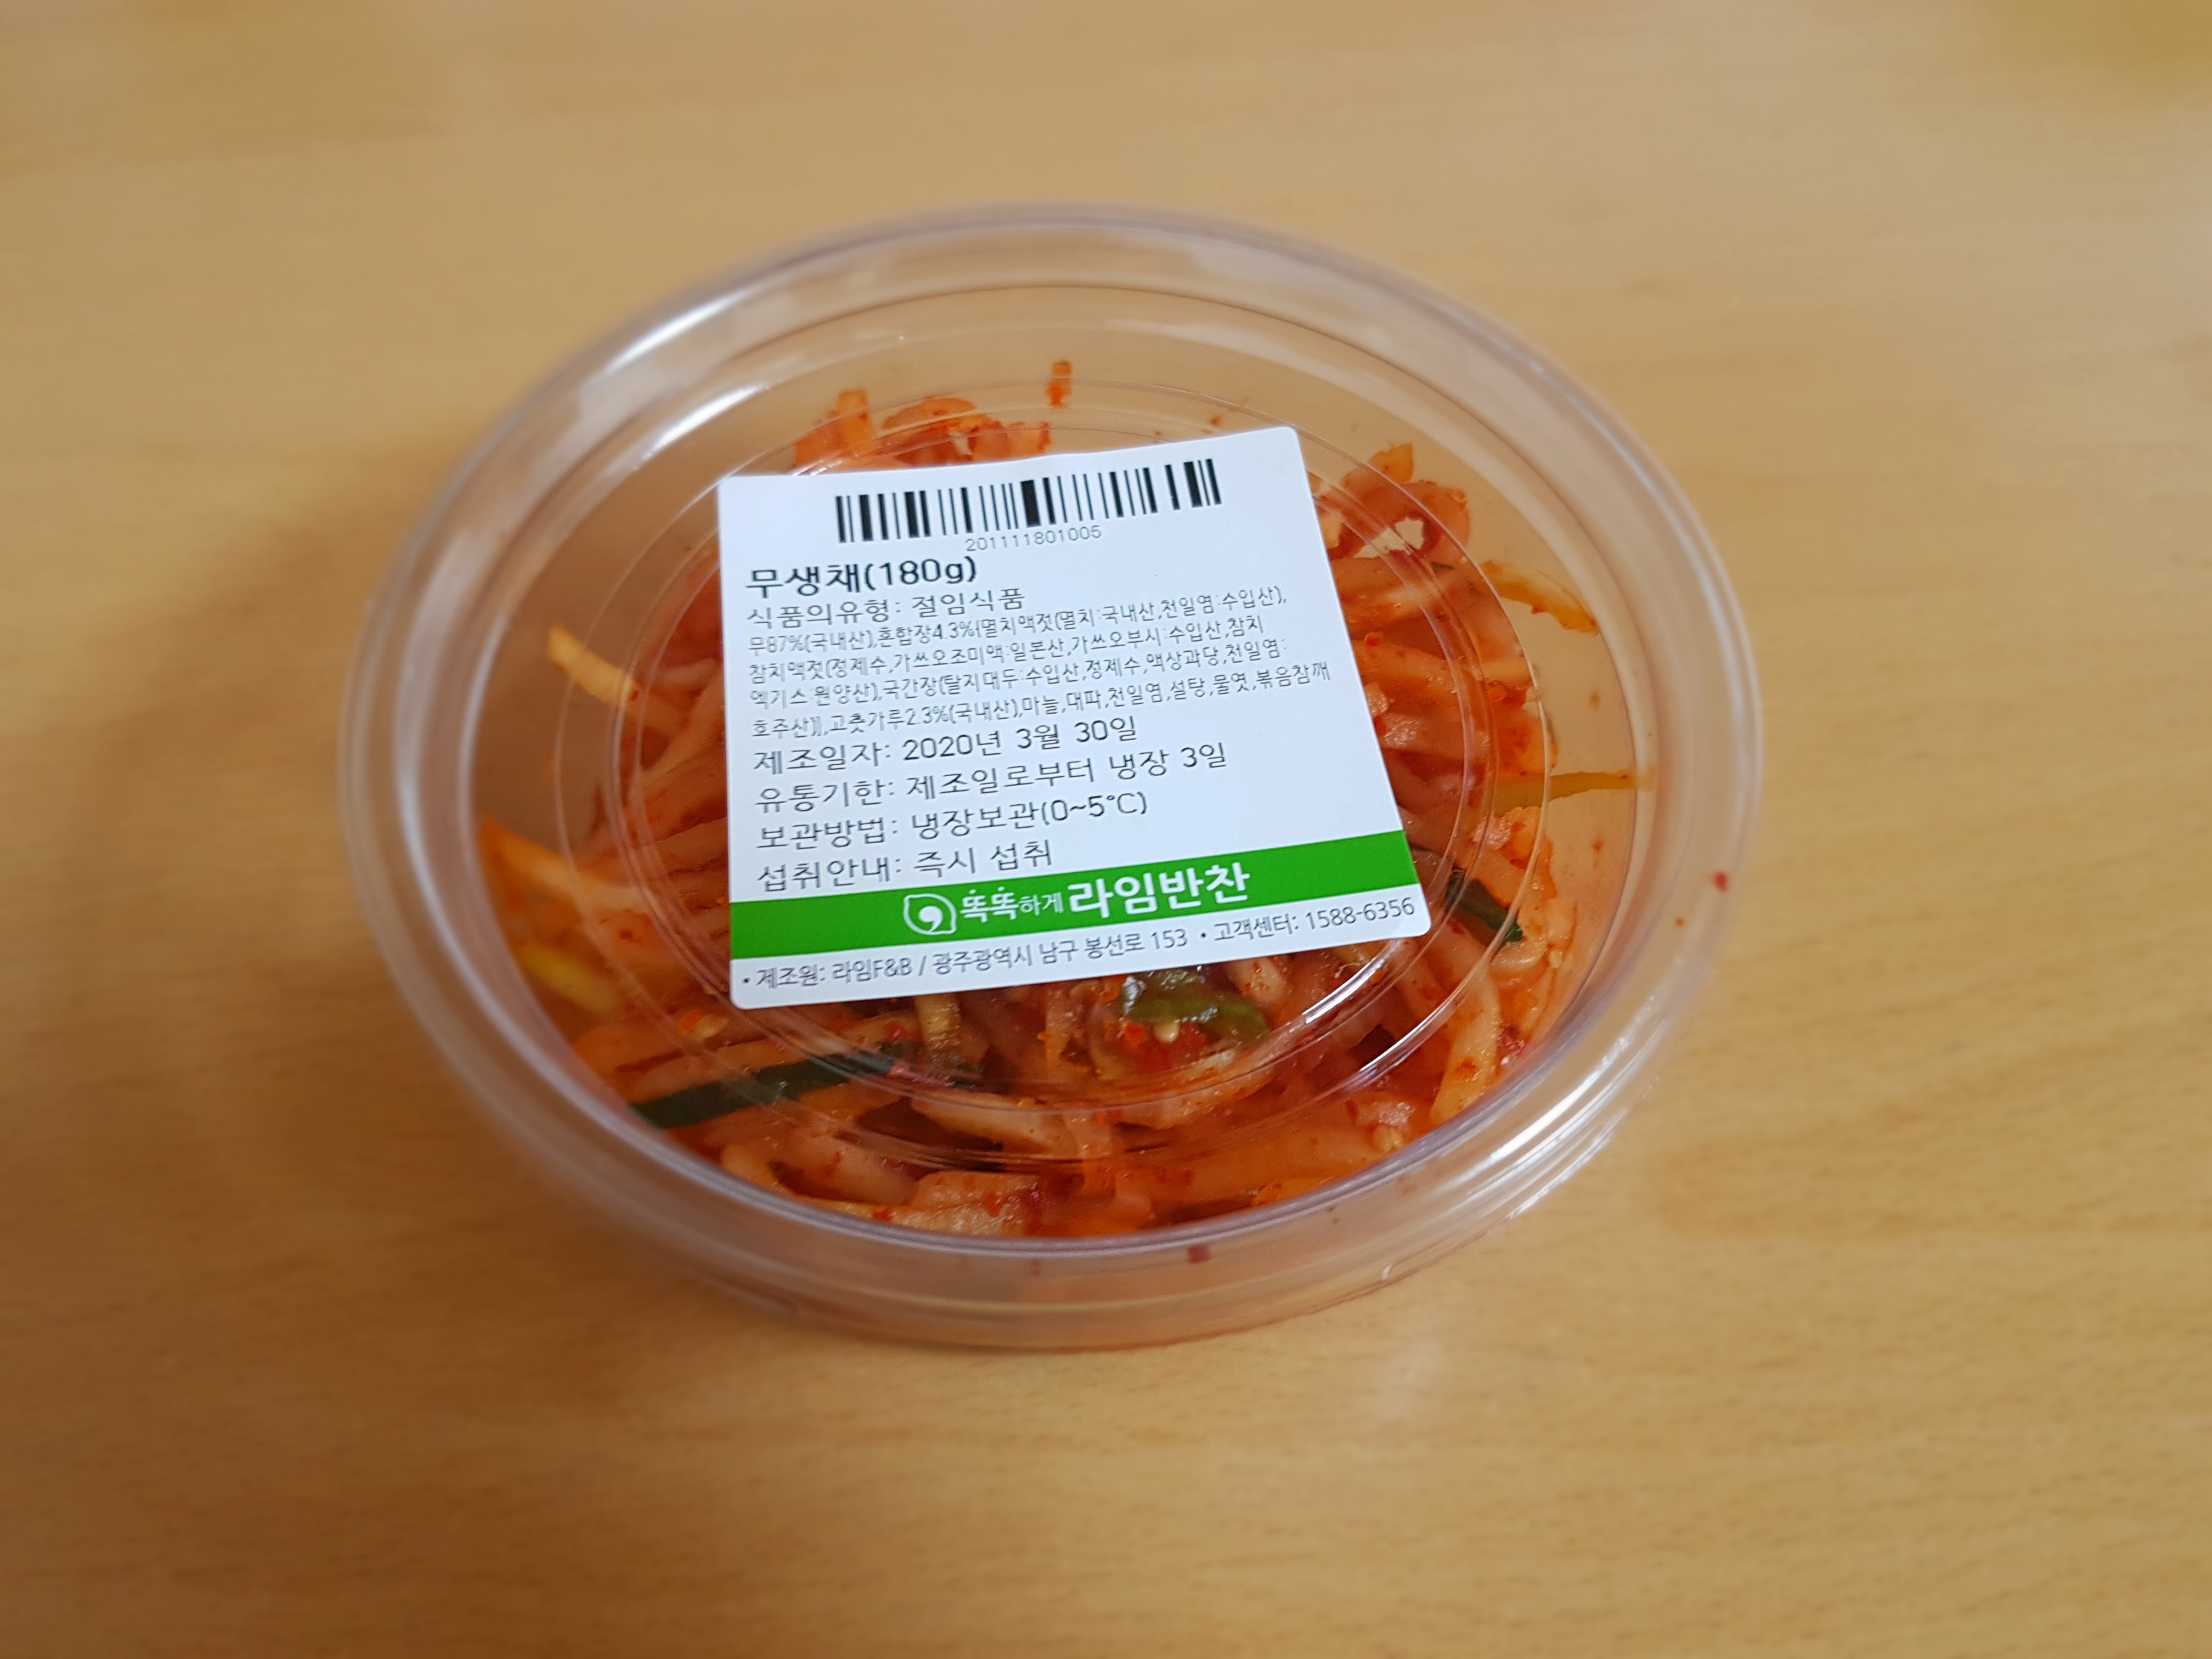 201111801005
무생채(180g)
식품의유형: 절임식품
무87%(국내산),혼합장4.3%{멸치액젓(멸치:국내산,천일염:수입산),
참치액젓(정제수,가쓰오조미액:일본산,가쓰오부시:수입산,참치
엑기스:원양산),국간장(탈지대두:수입산,정제수,액상과당,천일염:
호주산)},고춧가루2.3%(국내산),마늘,대파,천일염,설탕,물엿,볶음참깨
제조일자: 2020년 3월 30일
유통기한: 제조일로부터 냉장 3일
보관방법: 냉장보관(0~5℃)
섭취안내: 즉시 섭취
똑똑하게 라임반찬
• 제조원: 라임F&B / 광주광역시 남구 봉선로 153 • 고객센터: 1588-6356